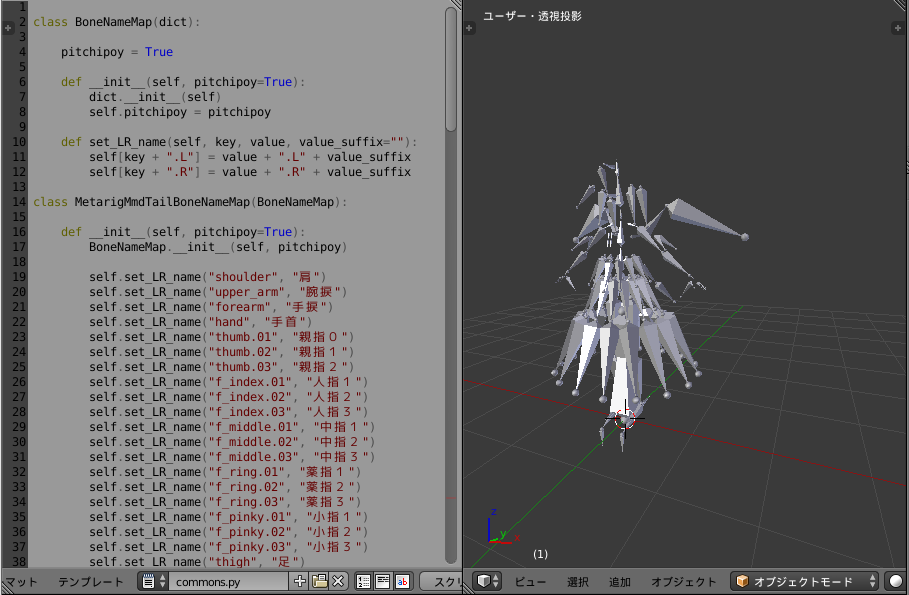 1
2 class BoneNameMap(dict):
3
4     pitchipoy = True
5
6     def __init__(self, pitchipoy=True):
7         dict.__init__(self)
8         self.pitchipoy = pitchipoy
9
10     def set_LR_name(self, key, value, value_suffix=""):
11         self[key + ".L"] = value + ".L" + value_suffix
12         self[key + ".R"] = value + ".R" + value_suffix
13
14 class MetarigMmdTailBoneNameMap(BoneNameMap):
15
16     def __init__(self, pitchipoy=True):
17         BoneNameMap.__init__(self, pitchipoy)
18
19         self.set_LR_name("shoulder", "肩")
20         self.set_LR_name("upper_arm", "腕捩")
21         self.set_LR_name("forearm", "手捩")
22         self.set_LR_name("hand", "手首")
23         self.set_LR_name("thumb.01", "親指０")
24         self.set_LR_name("thumb.02", "親指１")
25         self.set_LR_name("thumb.03", "親指２")
26         self.set_LR_name("f_index.01", "人指１")
27         self.set_LR_name("f_index.02", "人指２")
28         self.set_LR_name("f_index.03", "人指３")
29         self.set_LR_name("f_middle.01", "中指１")
30         self.set_LR_name("f_middle.02", "中指２")
31         self.set_LR_name("f_middle.03", "中指３")
32         self.set_LR_name("f_ring.01", "薬指１")
33         self.set_LR_name("f_ring.02", "薬指２")
34         self.set_LR_name("f_ring.03", "薬指３")
35         self.set_LR_name("f_pinky.01", "小指１")
36         self.set_LR_name("f_pinky.02", "小指２")
37         self.set_LR_name("f_pinky.03", "小指３")
38         self.set_LR_name("thigh", "足")
マット テンプレート commons.py スクリ
ユーザー・透視投影
z
y
x
(1)
ビュー 選択 追加 オブジェクト オブジェクトモード